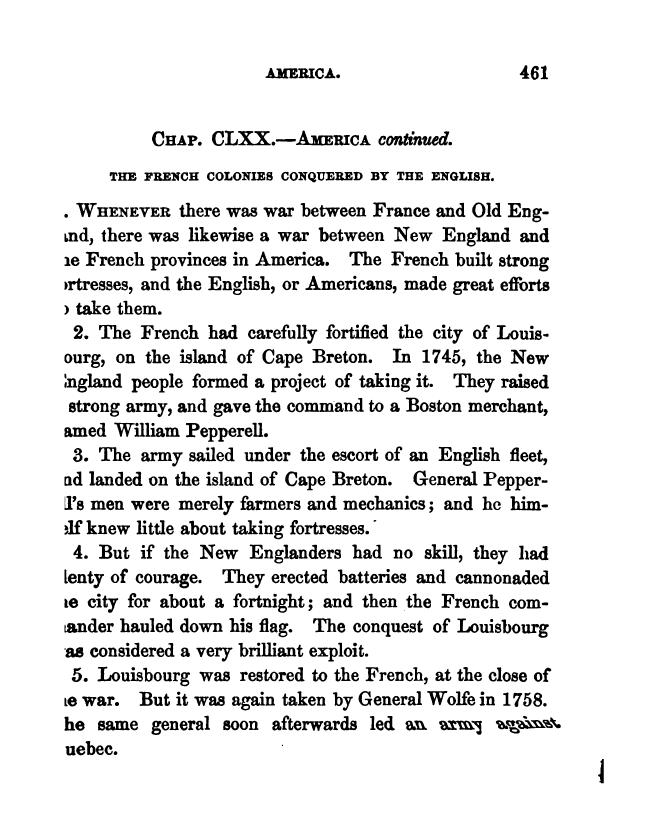 AMERICA. 461
CHAP. CLXX.—AMERICA continued.
THE FRENCH COLONIES CONQUERED BY THE ENGLISH.
. WHENEVER there was war between France and Old Eng-
nd, there was likewise a war between New England and
e French provinces in America. The French built strong
rtresses, and the English, or Americans, made great efforts
take them.
2. The French had carefully fortified the city of Louis-
ourg, on the island of Cape Breton. In 1745, the New
ngland people formed a project of taking it. They raised
strong army, and gave the command to a Boston merchant,
amed William Pepperell.
3. The army sailed under the escort of an English fleet,
nd landed on the island of Cape Breton. General Pepper-
l's men were merely farmers and mechanics; and he him-
lf knew little about taking fortresses.
4. But if the New Englanders had no skill, they had
lenty of courage. They erected batteries and cannonaded
e city for about a fortnight; and then the French com-
ander hauled down his flag. The conquest of Louisbourg
as considered a very brilliant exploit.
5. Louisbourg was restored to the French, at the close of
e war. But it was again taken by General Wolfe in 1758.
he same general soon afterwards led an army against
uebec.